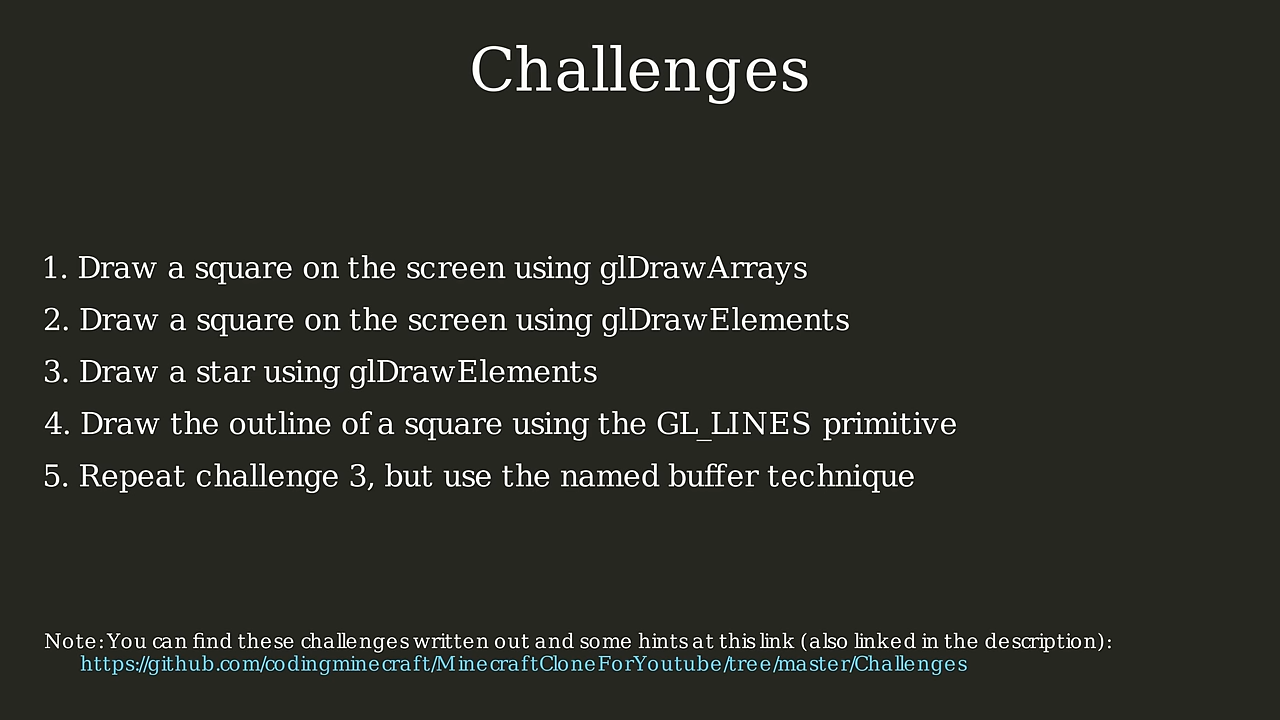 Challenges
1. Draw a square on the screen using glDrawArrays
2. Draw a square on the screen using glDrawElements
3. Draw a star using glDrawElements
4. Draw the outline of a square using the GL_LINES primitive
5. Repeat challenge 3, but use the named buffer technique
Note: You can find these challenges written out and some hints at this link (also linked in the description):
https://github.com/codingminecraft/MinecraftCloneForYoutube/tree/master/Challenges